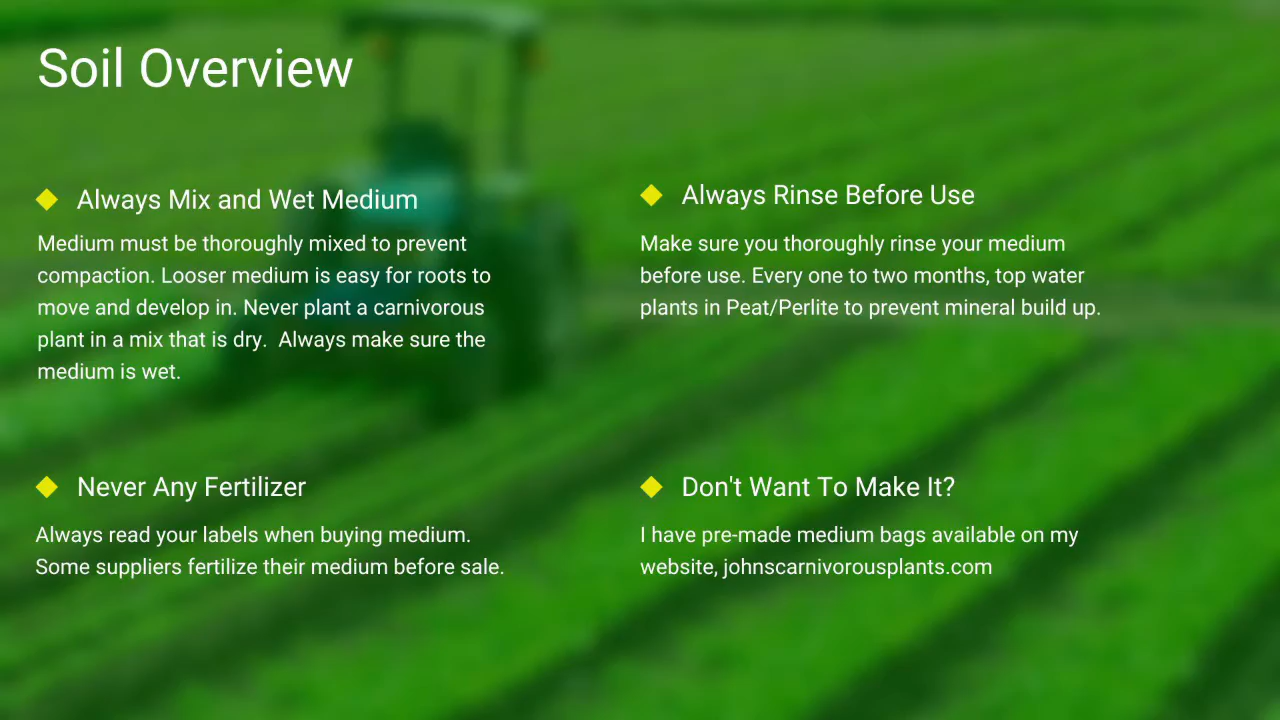 Soil Overview
Always Mix and Wet Medium
Medium must be thoroughly mixed to prevent
compaction. Looser medium is easy for roots to
move and develop in. Never plant a carnivorous
plant in a mix that is dry.  Always make sure the
medium is wet.
Always Rinse Before Use
Make sure you thoroughly rinse your medium
before use. Every one to two months, top water
plants in Peat/Perlite to prevent mineral build up.
Never Any Fertilizer
Always read your labels when buying medium.
Some suppliers fertilize their medium before sale.
Don't Want To Make It?
I have pre-made medium bags available on my
website, johnscarnivorousplants.com